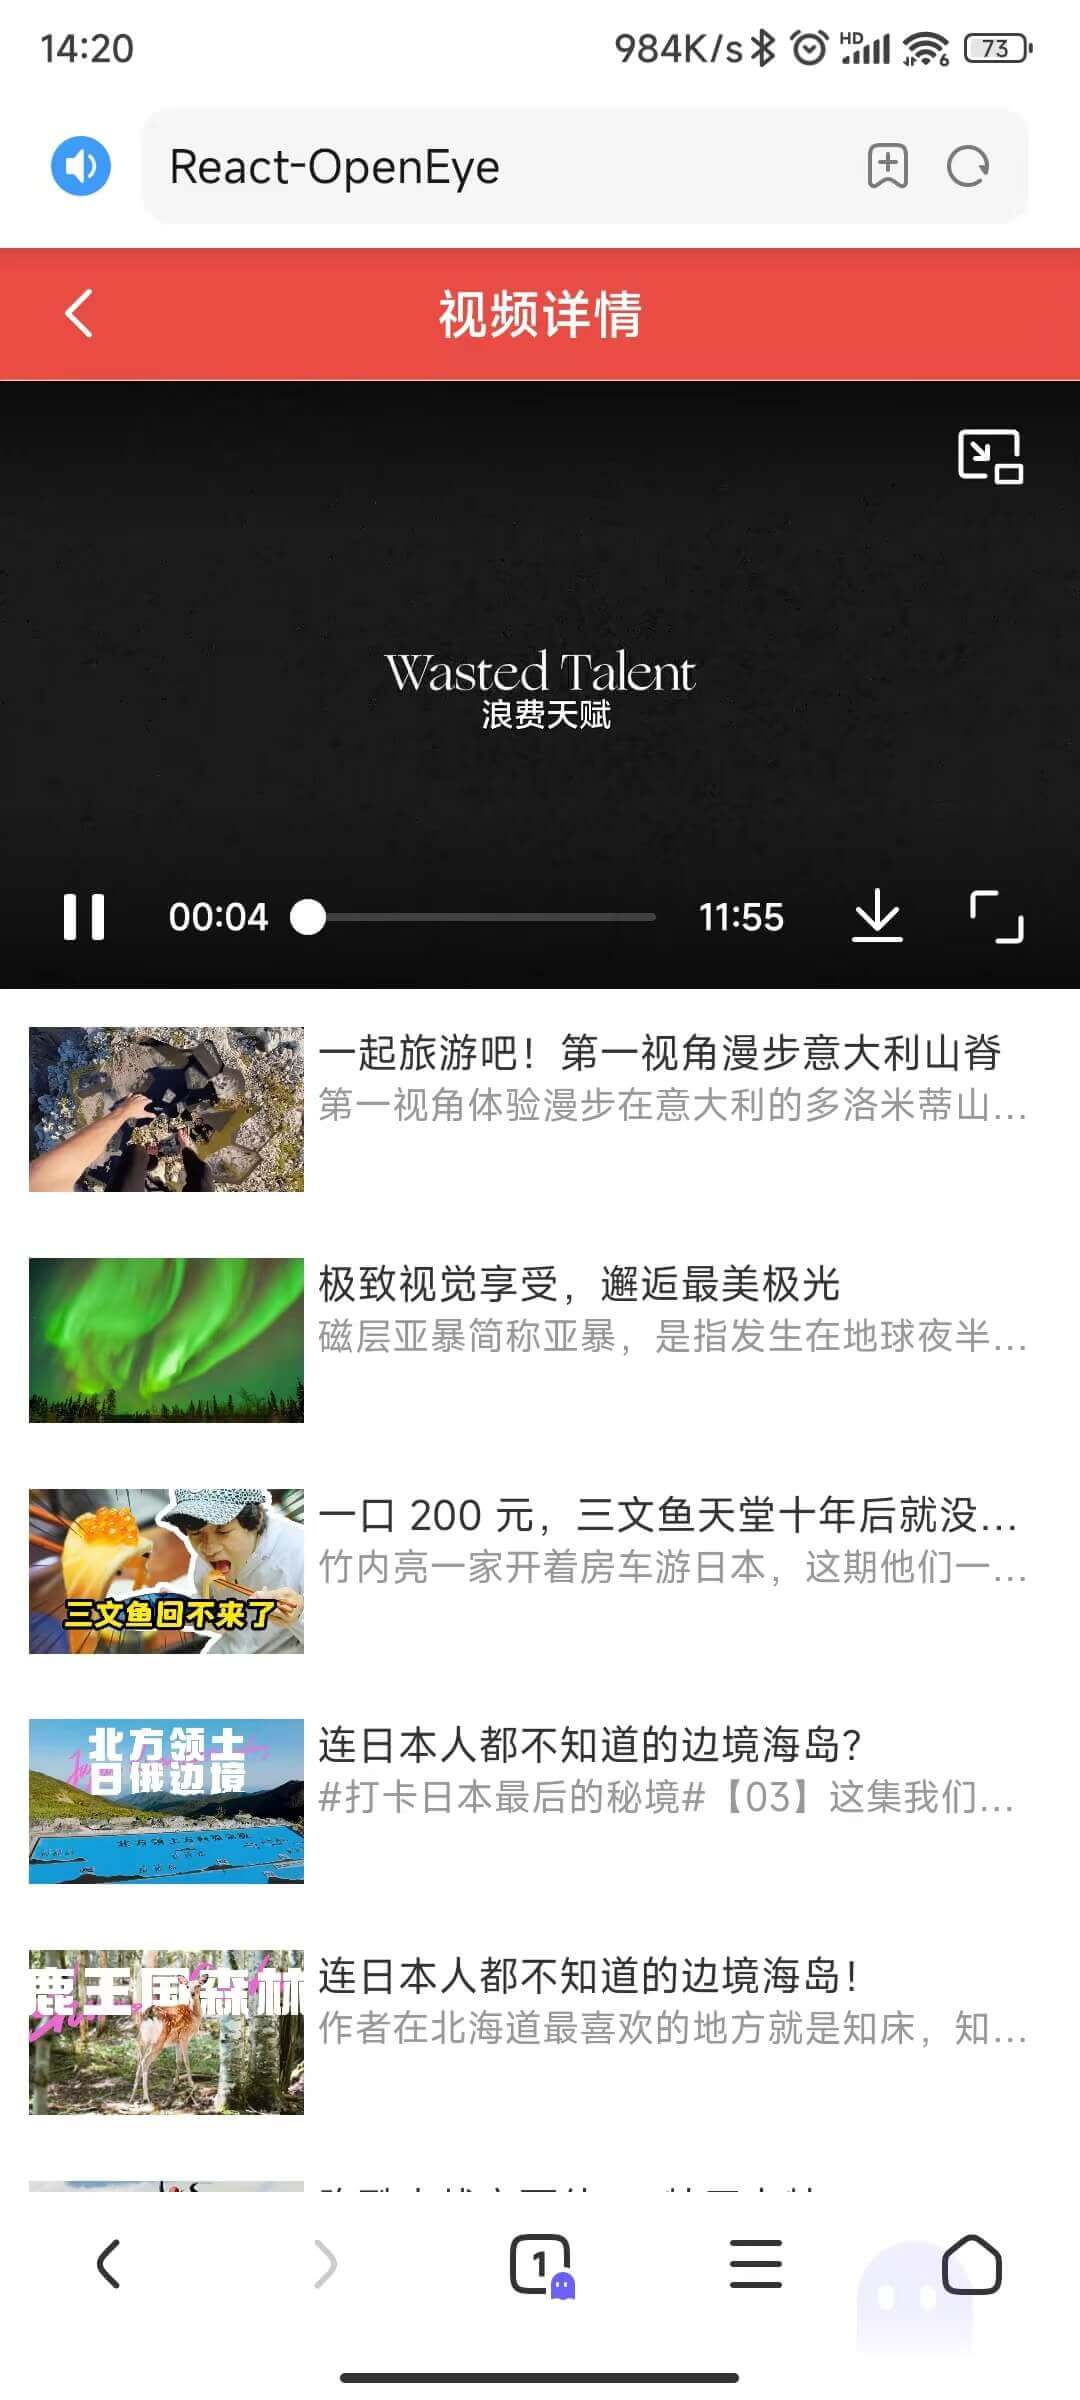 14:20
984K/s
HD
6
73
React-OpenEye
视频详情
Wasted Talent
浪费天赋
00:04
11:55
一起旅游吧！第一视角漫步意大利山脊
第一视角体验漫步在意大利的多洛米蒂山...
极致视觉享受，邂逅最美极光
磁层亚暴简称亚暴，是指发生在地球夜半...
三文鱼回不来了
一口 200 元，三文鱼天堂十年后就没...
竹内亮一家开着房车游日本，这期他们一...
北方领土
日俄边境
连日本人都不知道的边境海岛？
#打卡日本最后的秘境#【03】这集我们...
鹿王国森林
连日本人都不知道的边境海岛！
作者在北海道最喜欢的地方就是知床，知...
1